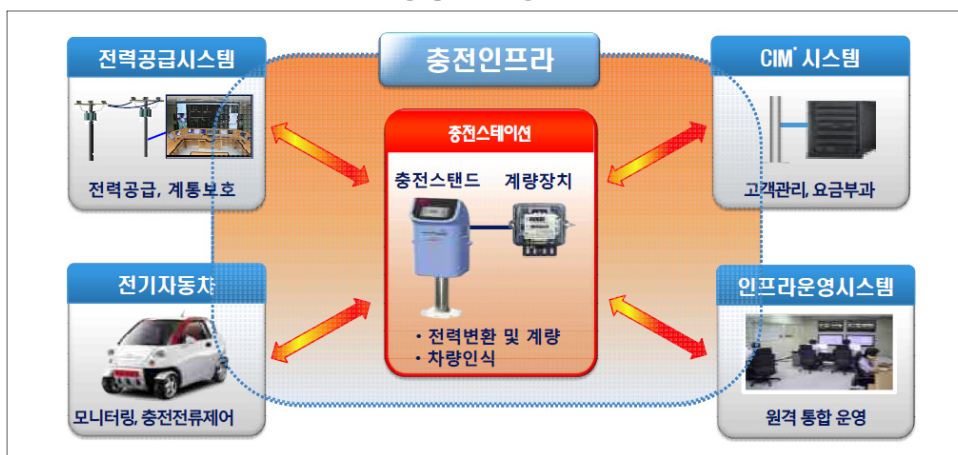 충전인프라
전력공급시스템
전력공급, 계통보호
CIM* 시스템
고객관리, 요금부과
충전스테이션
충전스탠드 계량장치
• 전력변환 및 계량
• 차량인식
전기자동차
모니터링, 충전전류제어
인프라운영시스템
원격 통합 운영